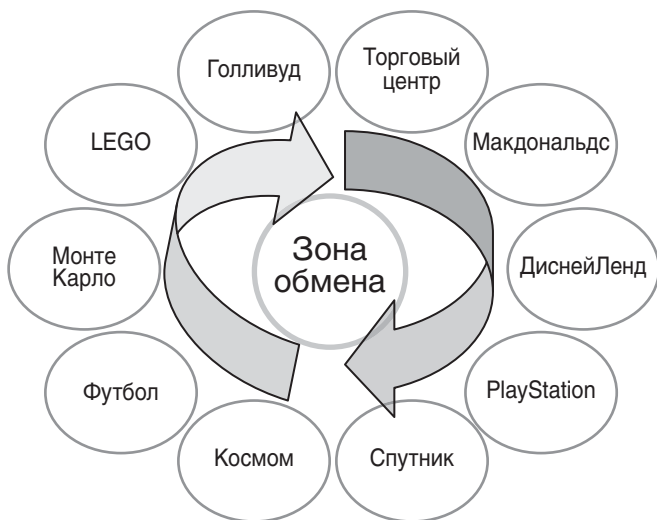 Голливуд
Торговый
центр
LEGO
Макдональдс
Зона
обмена
Монте
Карло
ДиснейЛенд
Футбол
PlayStation
Космом
Спутник